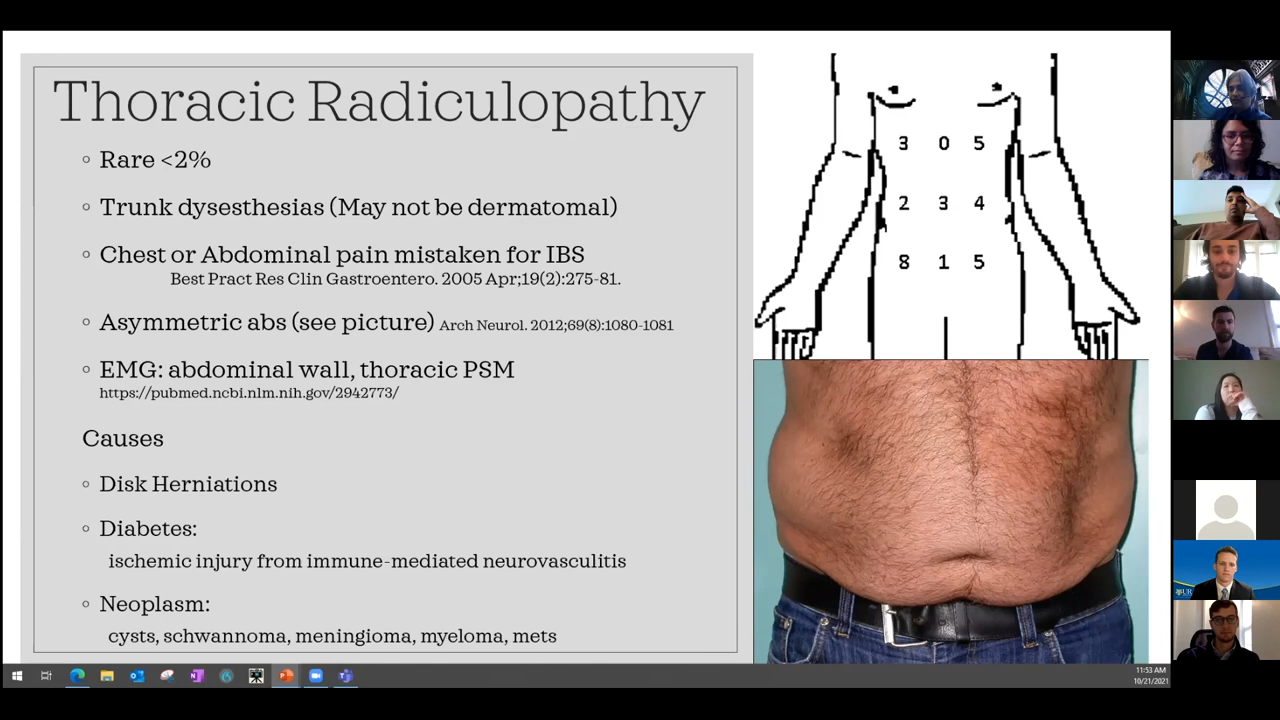 Thoracic Radiculopathy
Rare <2%
Trunk dysesthesias (May not be dermatomal)
Chest or Abdominal pain mistaken for IBS
Best Pract Res Clin Gastroentero. 2005 Apr;19(2):275-81.
Asymmetric abs (see picture) Arch Neurol. 2012;69(8):1080-1081
EMG: abdominal wall, thoracic PSM
https://pubmed.ncbi.nlm.nih.gov/2942773/
Causes
Disk Herniations
Diabetes:
ischemic injury from immune-mediated neurovasculitis
Neoplasm:
cysts, schwannoma, meningioma, myeloma, mets
3 0 5
2 3 4
8 1 5
11:53 AM
10/21/2021